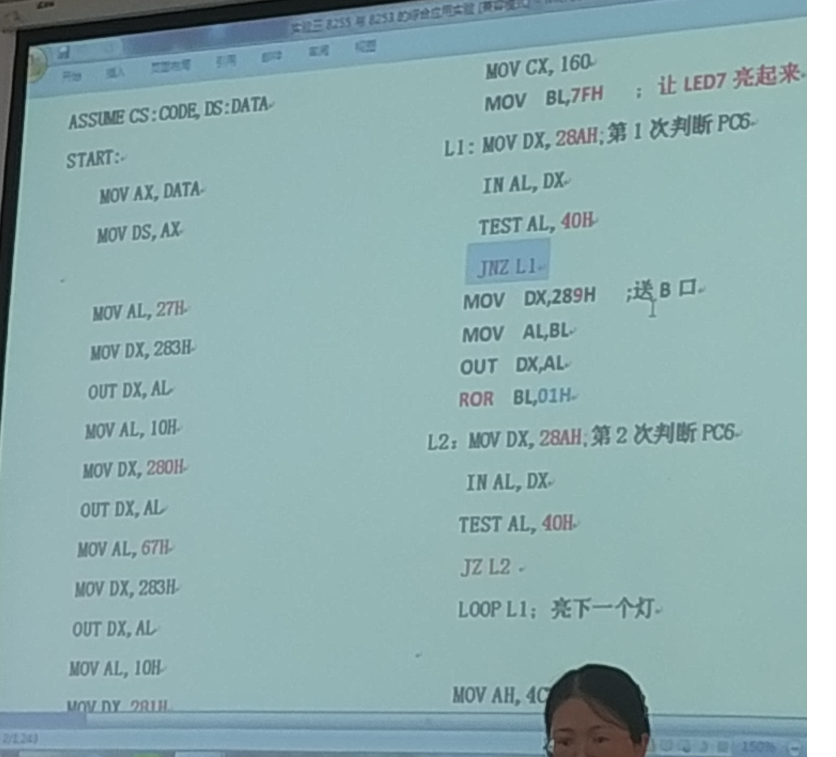 实验三 8255 与 8253 的综合应用实验 [兼容模式]
开始 插入 页面布局 引用 邮件 审阅 视图
ASSUME CS:CODE, DS:DATA
START:
MOV AX, DATA
MOV DS, AX
MOV AL, 27H
MOV DX, 283H
OUT DX, AL
MOV AL, 10H
MOV DX, 280H
OUT DX, AL
MOV AL, 67H
MOV DX, 283H
OUT DX, AL
MOV AL, 10H
MOV DX, 281H
MOV CX, 160
MOV BL,7FH ; 让 LED7 亮起来
L1: MOV DX, 28AH;第 1 次判断 PC6
IN AL, DX
TEST AL, 40H
JNZ L1
MOV DX,289H ;送 B 口
MOV AL,BL
OUT DX,AL
ROR BL,01H
L2: MOV DX, 28AH;第 2 次判断 PC6
IN AL, DX
TEST AL, 40H
JZ L2
LOOP L1; 亮下一个灯
MOV AH, 4C
150%